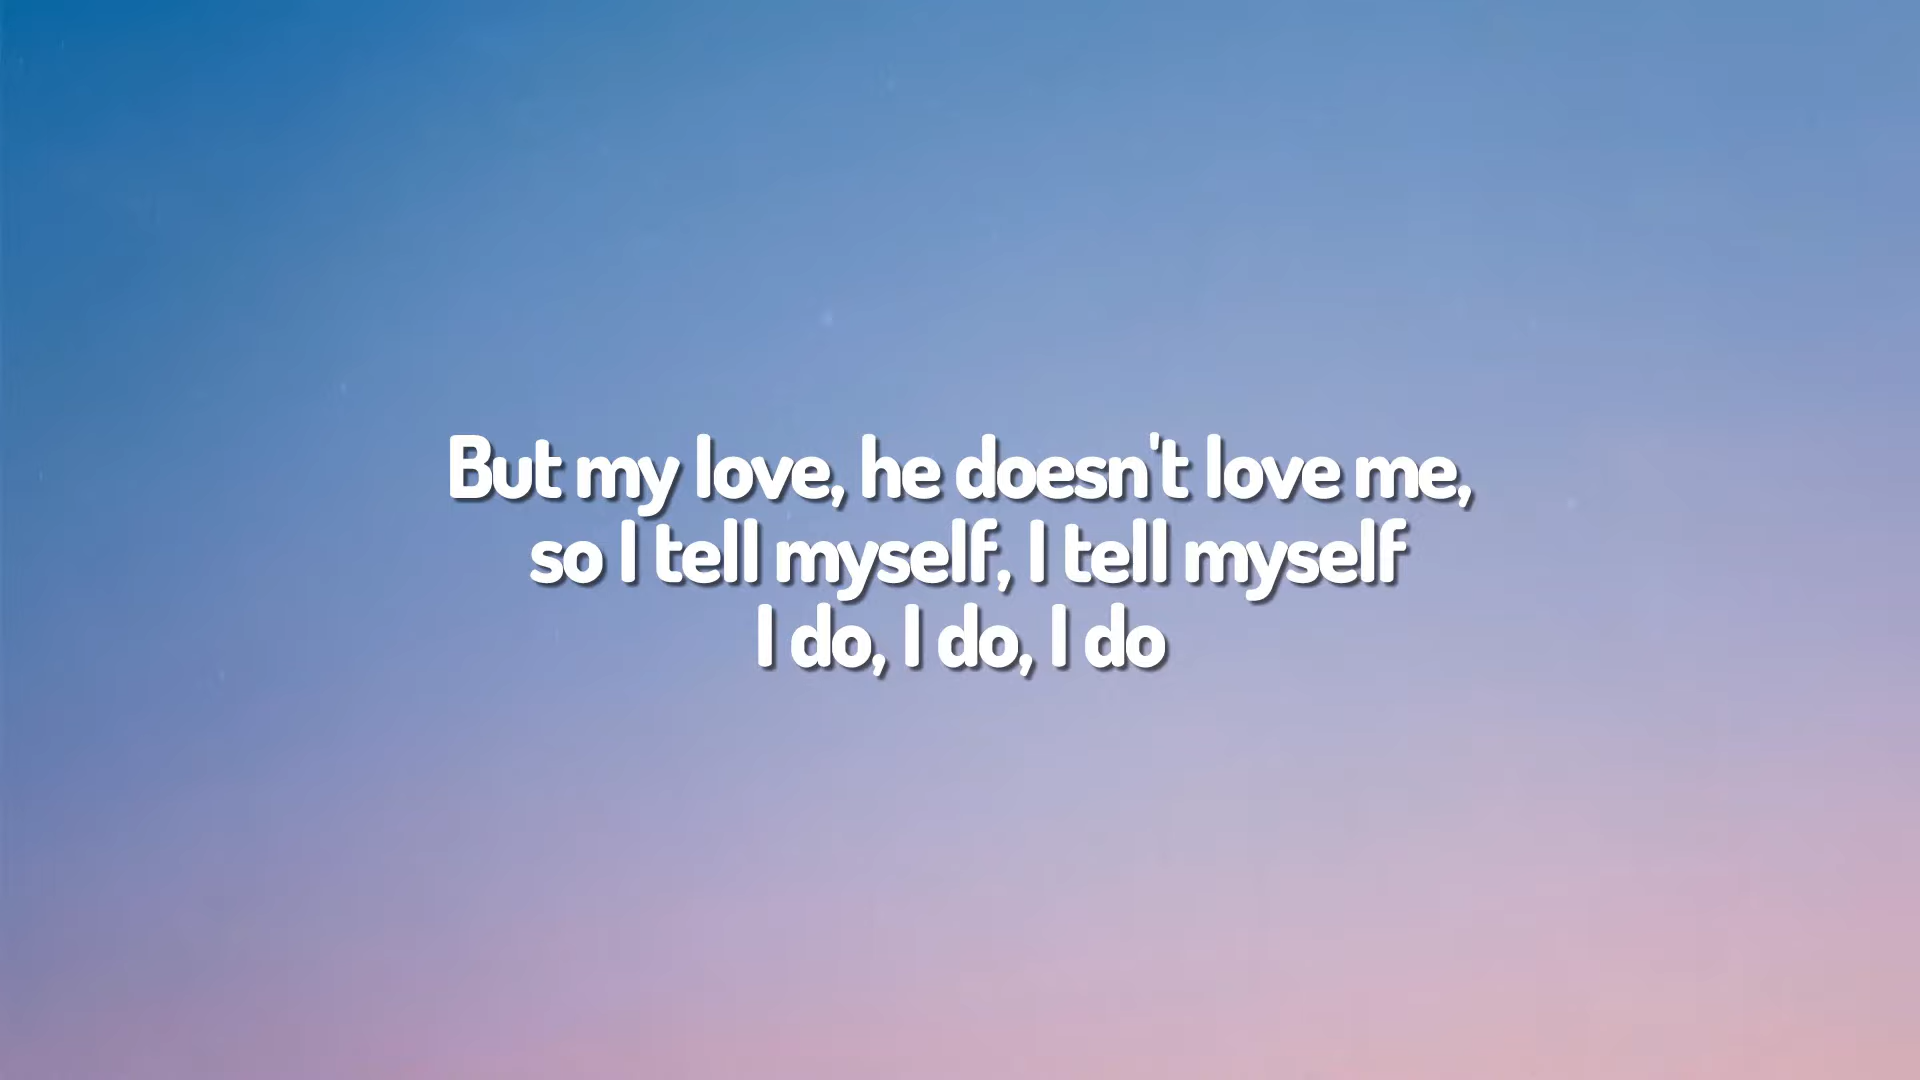 But my love, he doesn't love me,
so I tell myself, I tell myself
I do, I do, I do